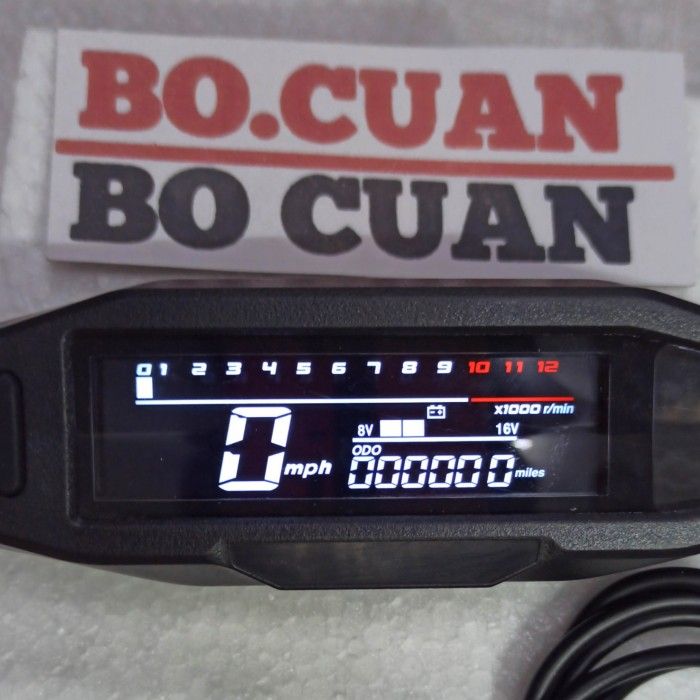 BO.CUAN
BO CUAN
0 1 2 3 4 5 6 7 8 9 10 11 12
x1000 r/min
8V 16V
0 mph
ODO
000000 miles